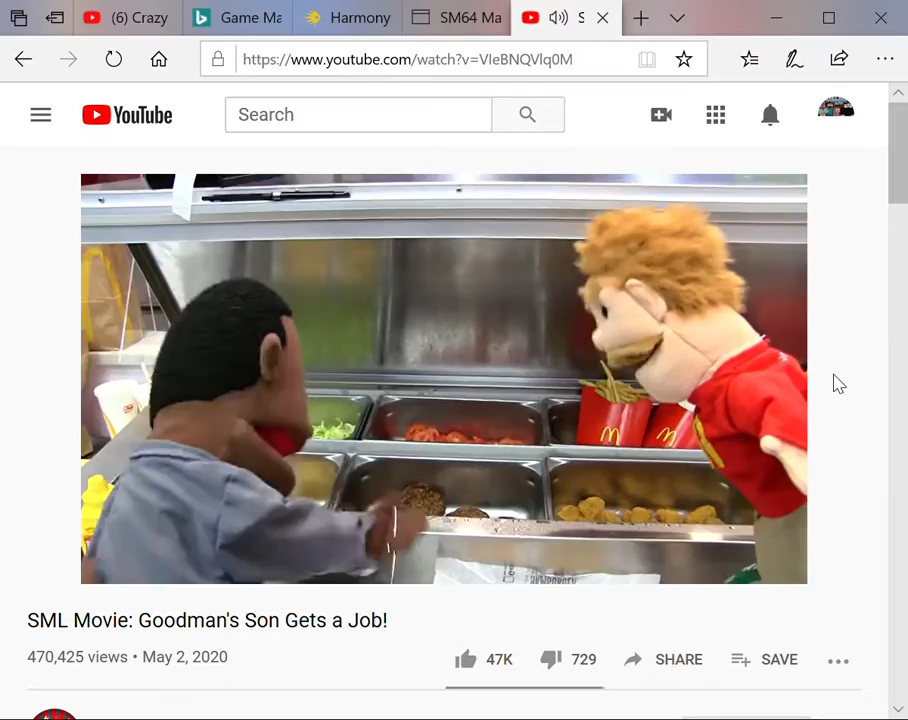 (6) Crazy
Game Ma
Harmony
SM64 Ma
S
https://www.youtube.com/watch?v=VIeBNQVlq0M
YouTube
Search
SML Movie: Goodman's Son Gets a Job!
470,425 views • May 2, 2020
47K
729
SHARE
SAVE